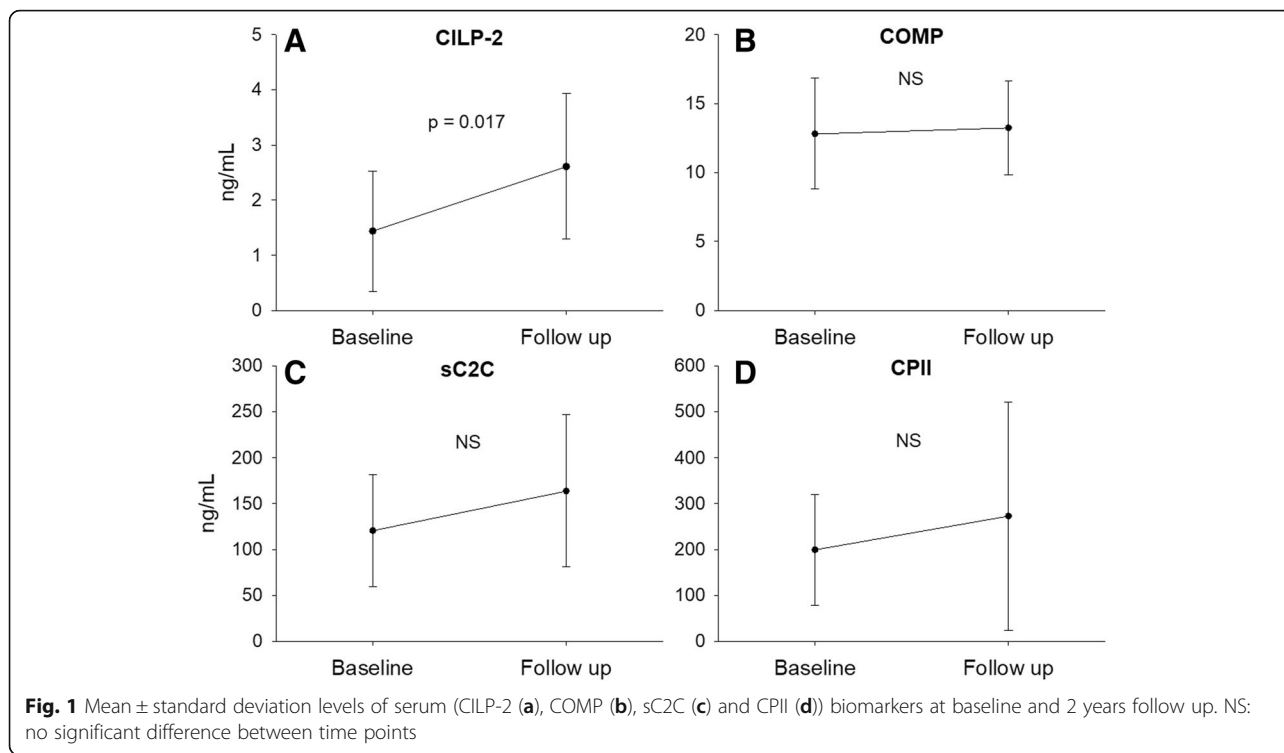 A
CILP-2
5
4
3
2
1
0
ng/mL
p = 0.017
Baseline
Follow up
B
COMP
20
15
10
5
0
NS
Baseline
Follow up
C
sC2C
300
250
200
150
100
50
0
ng/mL
NS
Baseline
Follow up
D
CPII
600
500
400
300
200
100
0
NS
Baseline
Follow up
Fig. 1 Mean ± standard deviation levels of serum (CILP-2 (a), COMP (b), sC2C (c) and CPII (d)) biomarkers at baseline and 2 years follow up. NS:
no significant difference between time points